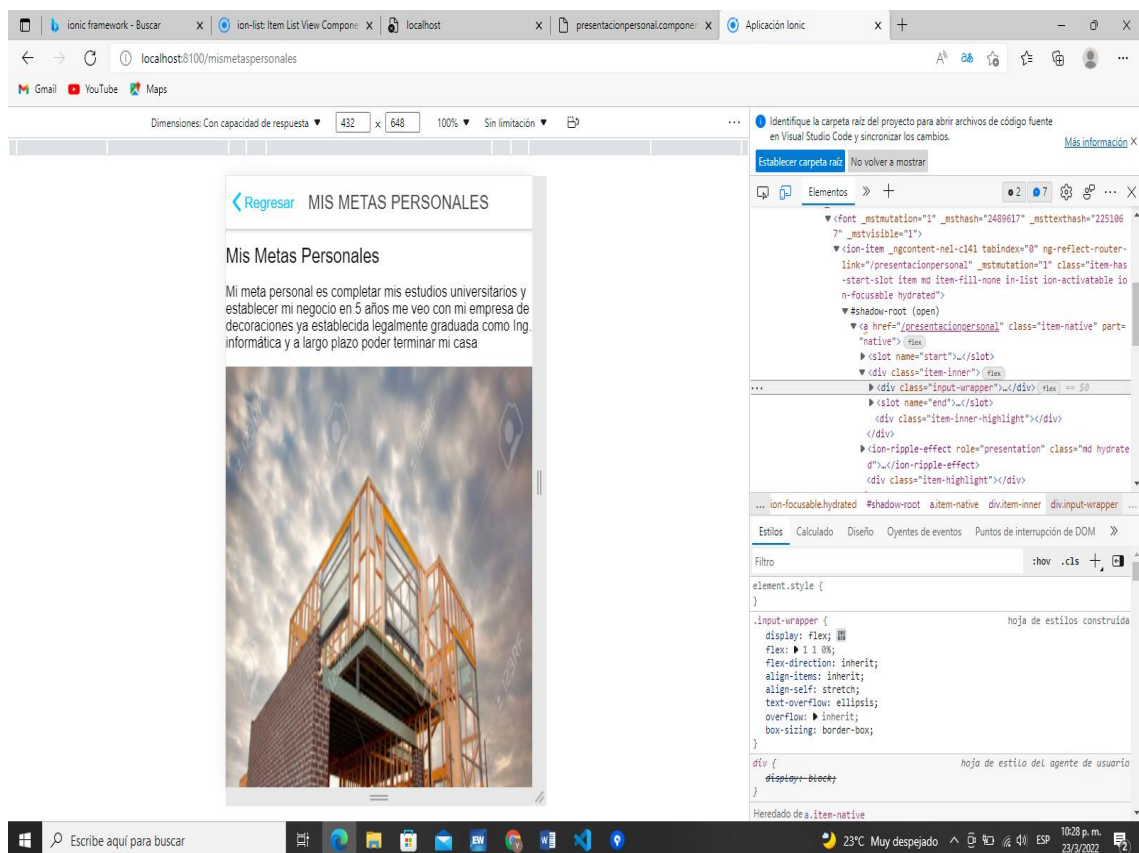 ionic framework - Buscar
ion-list: Item List View Compone
localhost
presentacionpersonal.componen
Aplicación Ionic
localhost:8100/mismetaspersonales
Gmail YouTube Maps
Dimensiones: Con capacidad de respuesta ▼ 432 x 648 100% ▼ Sin limitación ▼
Regresar MIS METAS PERSONALES
Mis Metas Personales
Mi meta personal es completar mis estudios universitarios y
establecer mi negocio en 5 años me veo con mi empresa de
decoraciones ya establecida legalmente graduada como Ing.
informática y a largo plazo poder terminar mi casa
123RF
Identifique la carpeta raíz del proyecto para abrir archivos de código fuente
en Visual Studio Code y sincronizar los cambios.
Más información
Establecer carpeta raíz No volver a mostrar
Elementos 2 7
▼<font _mstmutation="1" _msthash="2489617" _msttexthash="225106
7" _mstvisible="1">
▼<ion-item _ngcontent-nel-c141 tabindex="0" ng-reflect-router-
link="/presentacionpersonal" _mstmutation="1" class="item-has
-start-slot item md item-fill-none in-list ion-activatable io
n-focusable hydrated">
▼#shadow-root (open)
▼<a href="/presentacionpersonal" class="item-native" part=
"native"> flex
▶<slot name="start">…</slot>
▼<div class="item-inner"> flex
… ▶<div class="input-wrapper">…</div> flex == $0
▶<slot name="end">…</slot>
<div class="item-inner-highlight"></div>
</div>
▶<ion-ripple-effect role="presentation" class="md hydrate
d">…</ion-ripple-effect>
<div class="item-highlight"></div>
... ion-focusable.hydrated #shadow-root a.item-native div.item-inner div.input-wrapper ...
Estilos Calculado Diseño Oyentes de eventos Puntos de interrupción de DOM
Filtro :hov .cls
element.style {
}
.input-wrapper { hoja de estilos construida
display: flex;
flex: ▶ 1 1 0%;
flex-direction: inherit;
align-items: inherit;
align-self: stretch;
text-overflow: ellipsis;
overflow: ▶ inherit;
box-sizing: border-box;
}
div { hoja de estilo del agente de usuario
display: block;
}
Heredado de a.item-native
Escribe aquí para buscar
EW
23°C Muy despejado ESP
10:28 p. m.
23/3/2022